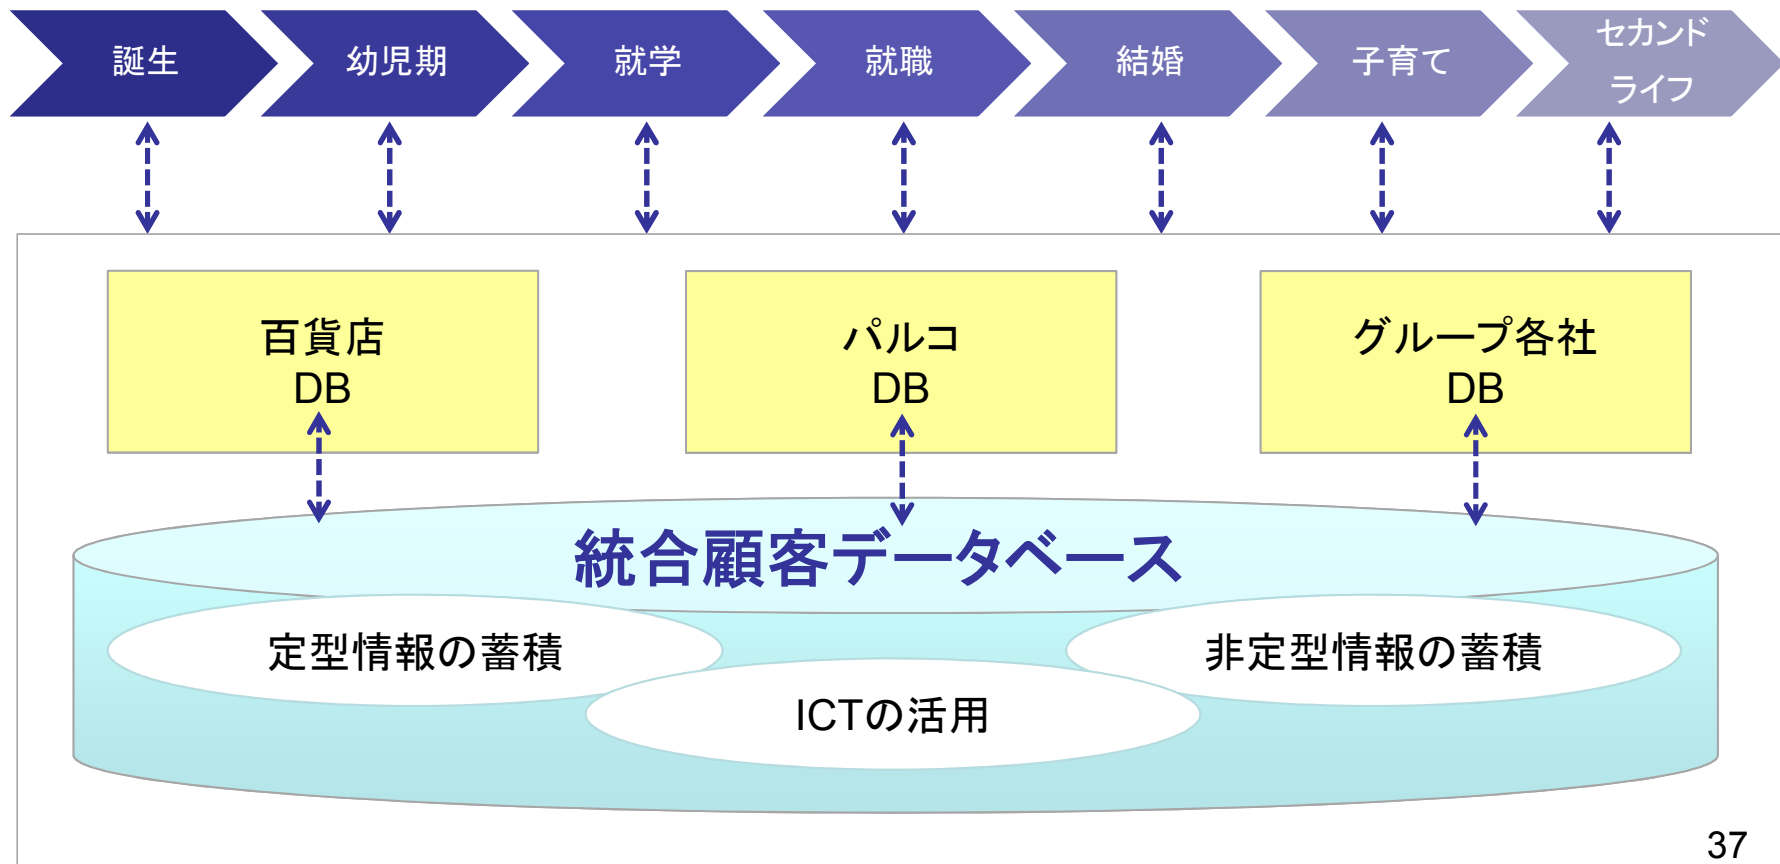 誕生
幼児期
就学
就職
結婚
子育て
セカンド
ライフ
百貨店
DB
パルコ
DB
グループ各社
DB
統合顧客データベース
定型情報の蓄積
非定型情報の蓄積
ICTの活用
37